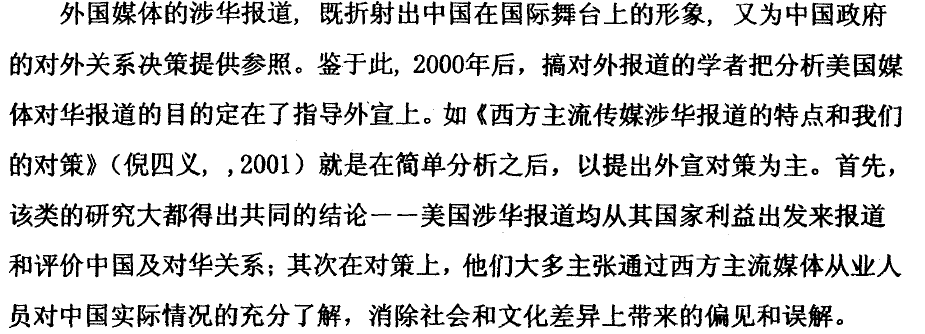 外国媒体的涉华报道，既折射出中国在国际舞台上的形象，又为中国政府
的对外关系决策提供参照。鉴于此，2000年后，搞对外报道的学者把分析美国媒
体对华报道的目的定在了指导外宣上。如《西方主流传媒涉华报道的特点和我们
的对策》（倪四义，,2001）就是在简单分析之后，以提出外宣对策为主。首先，
该类的研究大都得出共同的结论——美国涉华报道均从其国家利益出发来报道
和评价中国及对华关系；其次在对策上，他们大多主张通过西方主流媒体从业人
员对中国实际情况的充分了解，消除社会和文化差异上带来的偏见和误解。